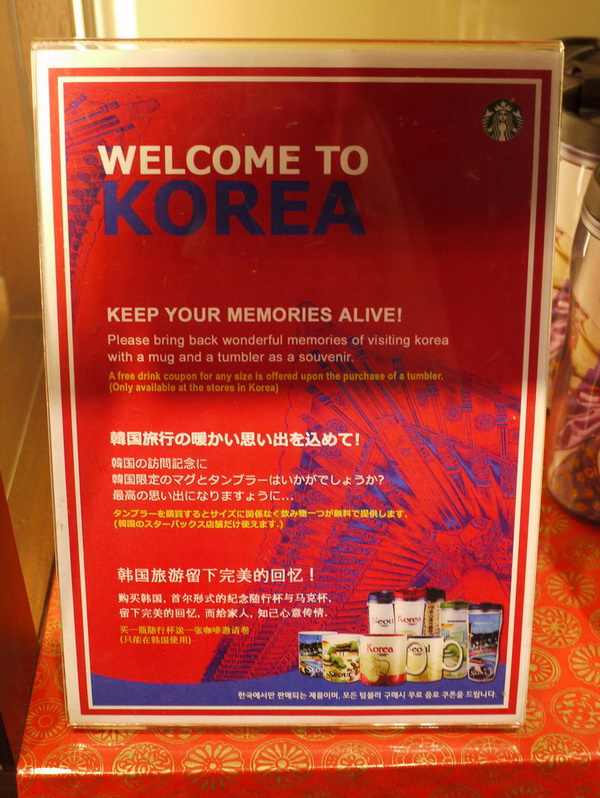 WELCOME TO
KOREA
KEEP YOUR MEMORIES ALIVE!
Please bring back wonderful memories of visiting korea
with a mug and a tumbler as a souvenir.
A free drink coupon for any size is offered upon the purchase of a tumbler.
(Only available at the stores in Korea)
韓国旅行の暖かい思い出を込めて!
韓国の訪問記念に
韓国限定のマグとタンブラーはいかがでしょうか?
最高の思い出になりますように...
タンブラーを購買するとサイズに関係なく飲み物一つが無料で提供します.
(韓国のスターバックス店舗だけ使えます.)
韩国旅游留下完美的回忆！
购买韩国, 首尔形式的纪念随行杯与马克杯,
留下完美的回忆, 而给家人, 知己心意传情.
买一瓶随行杯送一张咖啡邀请卷
(只能在韩国使用)
Seoul Korea
SEOUL Korea Seoul
한국에서만 판매되는 제품이며, 모든 텀블러 구매시 무료 음료 쿠폰을 드립니다.